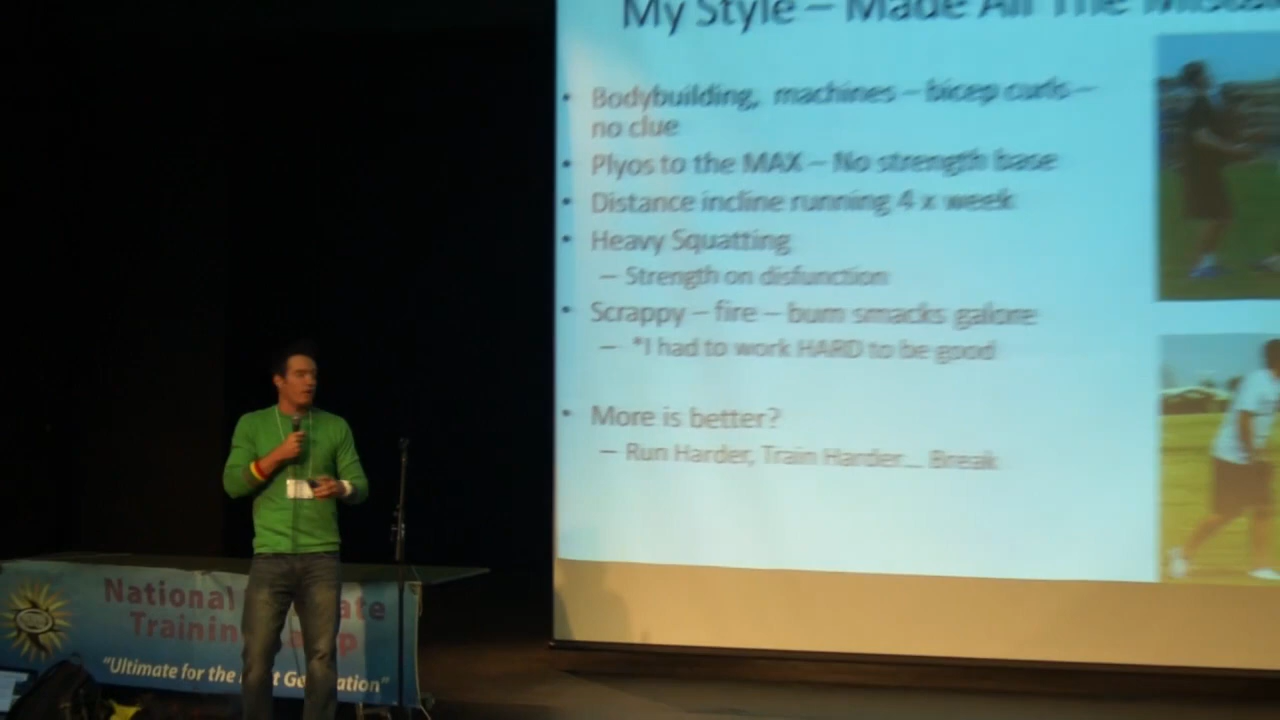 My Style – Made All The
• Bodybuilding, machines – bicep curls –
no clue
• Plyos to the MAX – No strength base
• Distance incline running 4 x week
• Heavy Squatting
– Strength on disfunction
• Scrappy – fire – bum smacks galore
– *I had to work HARD to be good
• More is better?
– Run Harder, Train Harder... Break
National
Training
"Ultimate for the